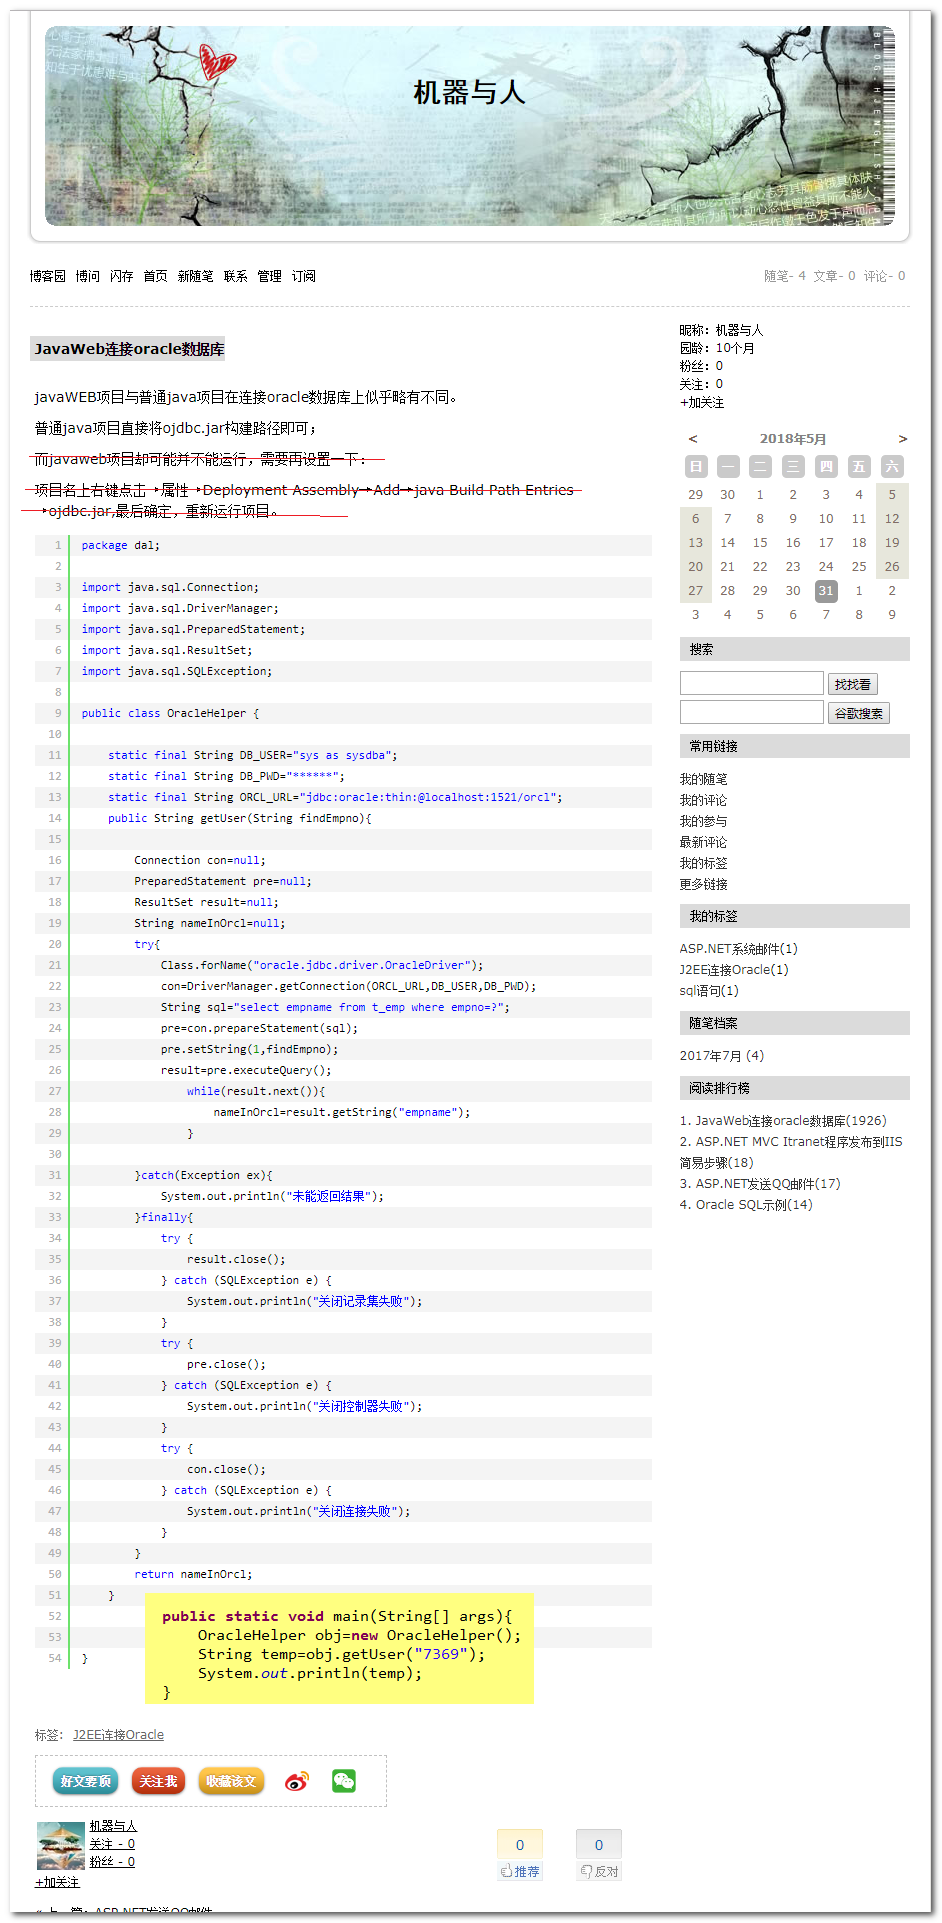 机器与人
BLOG.HJENGLISH.CO
博客园 博问 闪存 首页 新随笔 联系 管理 订阅
随笔- 4 文章- 0 评论- 0
JavaWeb连接oracle数据库
javaWEB项目与普通java项目在连接oracle数据库上似乎略有不同。
普通java项目直接将ojdbc.jar构建路径即可；
而javaweb项目却可能并不能运行，需要再设置一下：
项目名上右键点击→属性→Deployment Assembly→Add→java Build Path Entries
→ojdbc.jar,最后确定，重新运行项目。
1 package dal;
2
3 import java.sql.Connection;
4 import java.sql.DriverManager;
5 import java.sql.PreparedStatement;
6 import java.sql.ResultSet;
7 import java.sql.SQLException;
8
9 public class OracleHelper {
10
11     static final String DB_USER="sys as sysdba";
12     static final String DB_PWD="******";
13     static final String ORCL_URL="jdbc:oracle:thin:@localhost:1521/orcl";
14     public String getUser(String findEmpno){
15
16         Connection con=null;
17         PreparedStatement pre=null;
18         ResultSet result=null;
19         String nameInOrcl=null;
20         try{
21             Class.forName("oracle.jdbc.driver.OracleDriver");
22             con=DriverManager.getConnection(ORCL_URL,DB_USER,DB_PWD);
23             String sql="select empname from t_emp where empno=?";
24             pre=con.prepareStatement(sql);
25             pre.setString(1,findEmpno);
26             result=pre.executeQuery();
27                 while(result.next()){
28                     nameInOrcl=result.getString("empname");
29                 }
30
31         }catch(Exception ex){
32             System.out.println("未能返回结果");
33         }finally{
34             try {
35                 result.close();
36             } catch (SQLException e) {
37                 System.out.println("关闭记录集失败");
38             }
39             try {
40                 pre.close();
41             } catch (SQLException e) {
42                 System.out.println("关闭控制器失败");
43             }
44             try {
45                 con.close();
46             } catch (SQLException e) {
47                 System.out.println("关闭连接失败");
48             }
49         }
50         return nameInOrcl;
51     }
52
53
54 }
public static void main(String[] args){
    OracleHelper obj=new OracleHelper();
    String temp=obj.getUser("7369");
    System.out.println(temp);
}
标签: J2EE连接Oracle
好文要顶 关注我 收藏该文
机器与人
关注 - 0
粉丝 - 0
+加关注
0 0
推荐 反对
« 上一篇：ASP.NET发送QQ邮件
昵称：机器与人
园龄：10个月
粉丝：0
关注：0
+加关注
< 2018年5月 >
日 一 二 三 四 五 六
29 30 1 2 3 4 5
6 7 8 9 10 11 12
13 14 15 16 17 18 19
20 21 22 23 24 25 26
27 28 29 30 31 1 2
3 4 5 6 7 8 9
搜索
找找看
谷歌搜索
常用链接
我的随笔
我的评论
我的参与
最新评论
我的标签
更多链接
我的标签
ASP.NET系统邮件(1)
J2EE连接Oracle(1)
sql语句(1)
随笔档案
2017年7月 (4)
阅读排行榜
1. JavaWeb连接oracle数据库(1926)
2. ASP.NET MVC Itranet程序发布到IIS
简易步骤(18)
3. ASP.NET发送QQ邮件(17)
4. Oracle SQL示例(14)